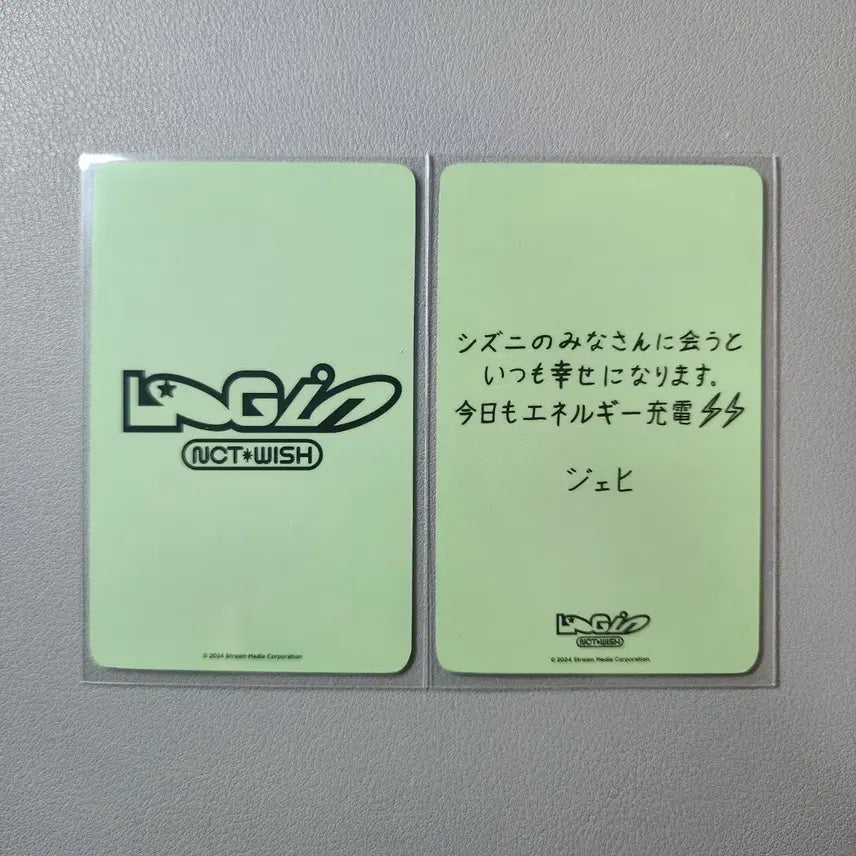 LOGin
NCT WISH
© 2024 Stream Media Corporation
シズニのみなさんに会うと
いつも幸せになります。
今日もエネルギー充電
ジェヒ
LOGin
NCT WISH
© 2024 Stream Media Corporation